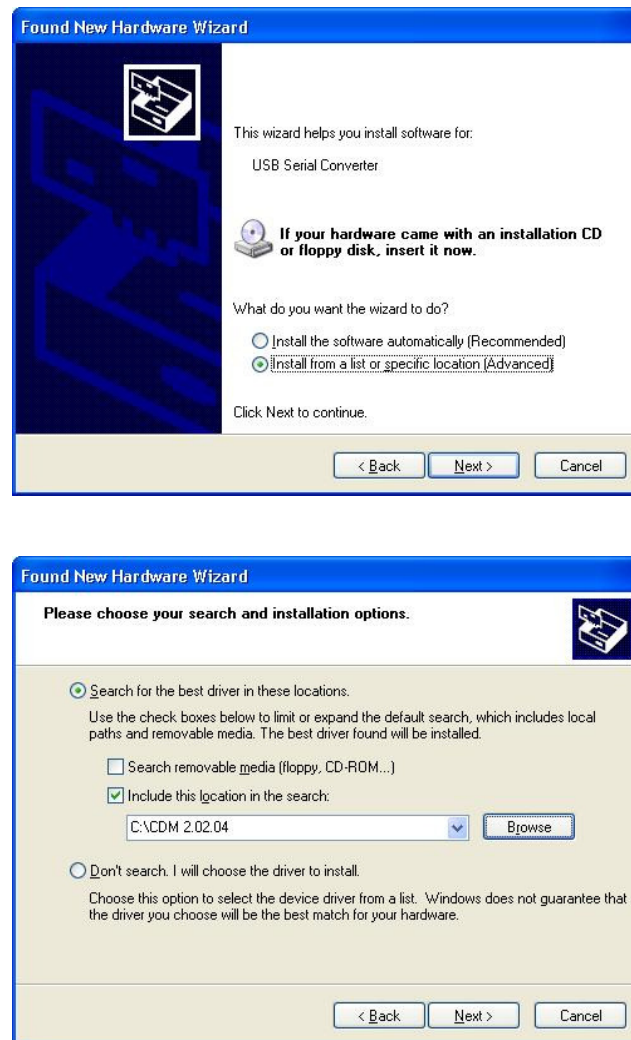 Found New Hardware Wizard
This wizard helps you install software for:
USB Serial Converter
If your hardware came with an installation CD
or floppy disk, insert it now.
What do you want the wizard to do?
Install the software automatically (Recommended)
Install from a list or specific location (Advanced)
Click Next to continue.
< Back Next > Cancel
Found New Hardware Wizard
Please choose your search and installation options.
Search for the best driver in these locations.
Use the check boxes below to limit or expand the default search, which includes local
paths and removable media. The best driver found will be installed.
Search removable media (floppy, CD-ROM...)
Include this location in the search:
C:\CDM 2.02.04 Browse
Don't search. I will choose the driver to install.
Choose this option to select the device driver from a list. Windows does not guarantee that
the driver you choose will be the best match for your hardware.
< Back Next > Cancel